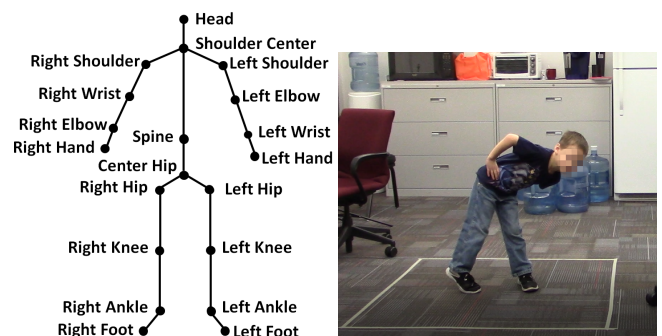 Head
Shoulder Center
Right Shoulder
Left Shoulder
Right Wrist
Left Elbow
Right Elbow
Left Wrist
Right Hand
Spine
Left Hand
Center Hip
Right Hip
Left Hip
Right Knee
Left Knee
Right Ankle
Left Ankle
Right Foot
Left Foot